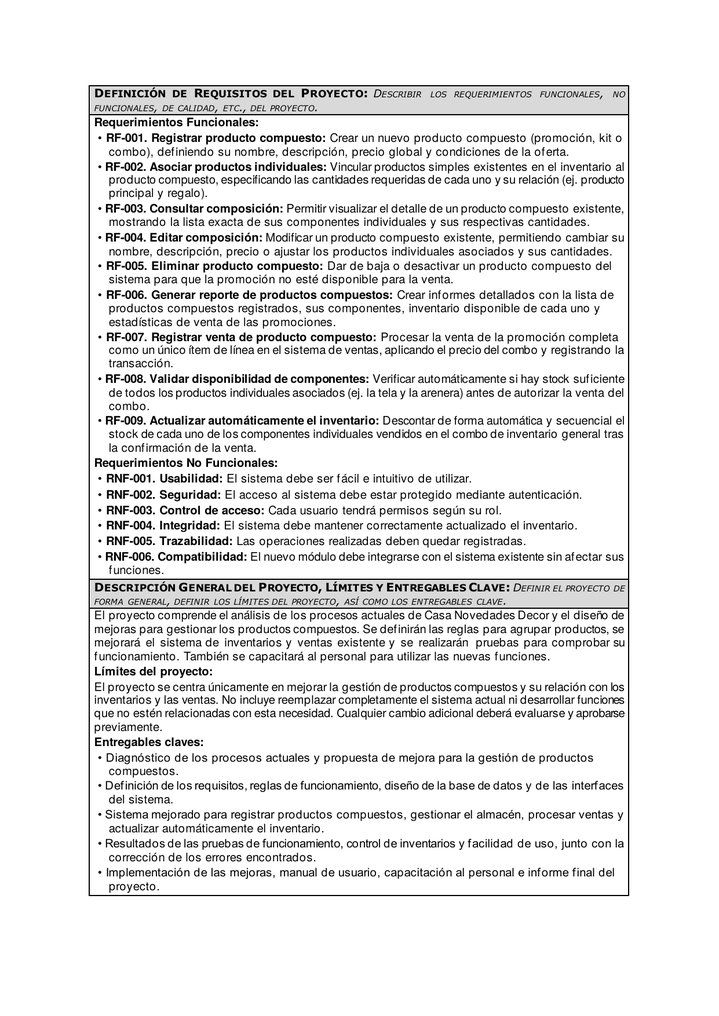 DEFINICIÓN DE REQUISITOS DEL PROYECTO: DESCRIBIR LOS REQUERIMIENTOS FUNCIONALES, NO
FUNCIONALES, DE CALIDAD, ETC., DEL PROYECTO.
Requerimientos Funcionales:
• RF-001. Registrar producto compuesto: Crear un nuevo producto compuesto (promoción, kit o
combo), definiendo su nombre, descripción, precio global y condiciones de la oferta.
• RF-002. Asociar productos individuales: Vincular productos simples existentes en el inventario al
producto compuesto, especificando las cantidades requeridas de cada uno y su relación (ej. producto
principal y regalo).
• RF-003. Consultar composición: Permitir visualizar el detalle de un producto compuesto existente,
mostrando la lista exacta de sus componentes individuales y sus respectivas cantidades.
• RF-004. Editar composición: Modificar un producto compuesto existente, permitiendo cambiar su
nombre, descripción, precio o ajustar los productos individuales asociados y sus cantidades.
• RF-005. Eliminar producto compuesto: Dar de baja o desactivar un producto compuesto del
sistema para que la promoción no esté disponible para la venta.
• RF-006. Generar reporte de productos compuestos: Crear informes detallados con la lista de
productos compuestos registrados, sus componentes, inventario disponible de cada uno y
estadísticas de venta de las promociones.
• RF-007. Registrar venta de producto compuesto: Procesar la venta de la promoción completa
como un único ítem de línea en el sistema de ventas, aplicando el precio del combo y registrando la
transacción.
• RF-008. Validar disponibilidad de componentes: Verificar automáticamente si hay stock suficiente
de todos los productos individuales asociados (ej. la tela y la arenera) antes de autorizar la venta del
combo.
• RF-009. Actualizar automáticamente el inventario: Descontar de forma automática y secuencial el
stock de cada uno de los componentes individuales vendidos en el combo de inventario general tras
la confirmación de la venta.
Requerimientos No Funcionales:
• RNF-001. Usabilidad: El sistema debe ser fácil e intuitivo de utilizar.
• RNF-002. Seguridad: El acceso al sistema debe estar protegido mediante autenticación.
• RNF-003. Control de acceso: Cada usuario tendrá permisos según su rol.
• RNF-004. Integridad: El sistema debe mantener correctamente actualizado el inventario.
• RNF-005. Trazabilidad: Las operaciones realizadas deben quedar registradas.
• RNF-006. Compatibilidad: El nuevo módulo debe integrarse con el sistema existente sin afectar sus
funciones.
DESCRIPCIÓN GENERAL DEL PROYECTO, LÍMITES Y ENTREGABLES CLAVE: DEFINIR EL PROYECTO DE
FORMA GENERAL, DEFINIR LOS LÍMITES DEL PROYECTO, ASÍ COMO LOS ENTREGABLES CLAVE.
El proyecto comprende el análisis de los procesos actuales de Casa Novedades Decor y el diseño de
mejoras para gestionar los productos compuestos. Se definirán las reglas para agrupar productos, se
mejorará el sistema de inventarios y ventas existente y se realizarán pruebas para comprobar su
funcionamiento. También se capacitará al personal para utilizar las nuevas funciones.
Límites del proyecto:
El proyecto se centra únicamente en mejorar la gestión de productos compuestos y su relación con los
inventarios y las ventas. No incluye reemplazar completamente el sistema actual ni desarrollar funciones
que no estén relacionadas con esta necesidad. Cualquier cambio adicional deberá evaluarse y aprobarse
previamente.
Entregables claves:
• Diagnóstico de los procesos actuales y propuesta de mejora para la gestión de productos
compuestos.
• Definición de los requisitos, reglas de funcionamiento, diseño de la base de datos y de las interfaces
del sistema.
• Sistema mejorado para registrar productos compuestos, gestionar el almacén, procesar ventas y
actualizar automáticamente el inventario.
• Resultados de las pruebas de funcionamiento, control de inventarios y facilidad de uso, junto con la
corrección de los errores encontrados.
• Implementación de las mejoras, manual de usuario, capacitación al personal e informe final del
proyecto.